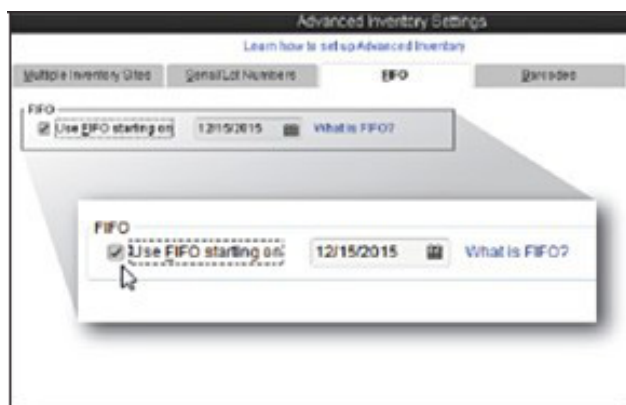 Advanced Inventory Settings
Learn how to set up Advanced Inventory
Multiple Inventory Sites Serial/Lot Numbers FIFO Barcodes
FIFO
Use FIFO starting on 12/15/2015 What is FIFO?
FIFO
Use FIFO starting on 12/15/2015 What is FIFO?